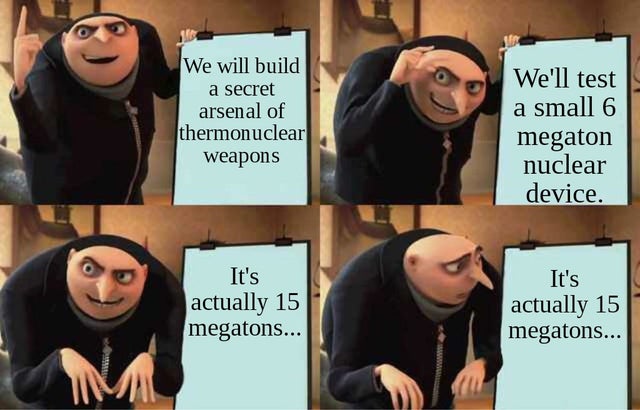 We will build
a secret
arsenal of
thermonuclear
weapons
We'll test
a small 6
megaton
nuclear
device.
It's
actually 15
megatons...
It's
actually 15
megatons...